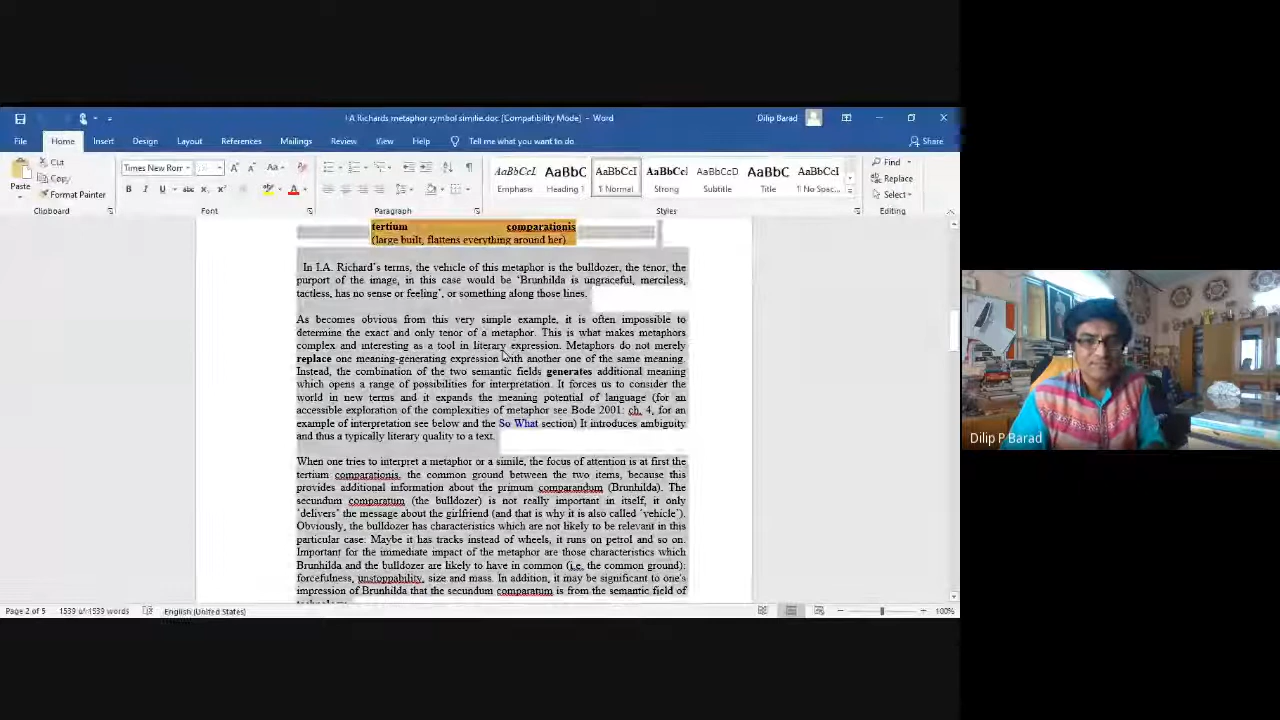 I A Richards metaphor symbol similie.doc [Compatibility Mode] - Word
Dilip Barad
File Home Insert Design Layout References Mailings Review View Help Tell me what you want to do
Share
Cut
Copy
Format Painter
Paste
Clipboard
Times New Rom
Font
Paragraph
AaBbCcI AaBbC AaBbCcI AaBbCcl AaBbCcD AaBbC AaBbCcI
Emphasis Heading 1 1 Normal Strong Subtitle Title 1 No Spac...
Styles
Find
Replace
Select
Editing
tertium comparationis
(large built, flattens everything around her)
In I.A. Richard's terms, the vehicle of this metaphor is the bulldozer, the tenor, the
purport of the image, in this case would be 'Brunhilda is ungraceful, merciless,
tactless, has no sense or feeling', or something along those lines.
As becomes obvious from this very simple example, it is often impossible to
determine the exact and only tenor of a metaphor. This is what makes metaphors
complex and interesting as a tool in literary expression. Metaphors do not merely
replace one meaning-generating expression with another one of the same meaning.
Instead, the combination of the two semantic fields generates additional meaning
which opens a range of possibilities for interpretation. It forces us to consider the
world in new terms and it expands the meaning potential of language (for an
accessible exploration of the complexities of metaphor see Bode 2001: ch. 4, for an
example of interpretation see below and the So What section) It introduces ambiguity
and thus a typically literary quality to a text.
When one tries to interpret a metaphor or a simile, the focus of attention is at first the
tertium comparationis, the common ground between the two items, because this
provides additional information about the primum comparandum (Brunhilda). The
secundum comparatum (the bulldozer) is not really important in itself, it only
'delivers' the message about the girlfriend (and that is why it is also called 'vehicle').
Obviously, the bulldozer has characteristics which are not likely to be relevant in this
particular case. Maybe it has tracks instead of wheels, it runs on petrol and so on.
Important for the immediate impact of the metaphor are those characteristics which
Brunhilda and the bulldozer are likely to have in common (i.e. the common ground):
forcefulness, unstoppability, size and mass. In addition, it may be significant to one's
impression of Brunhilda that the secundum comparatum is from the semantic field of
Page 2 of 5 1539 of 1539 words English (United States)
100%
Dilip P Barad